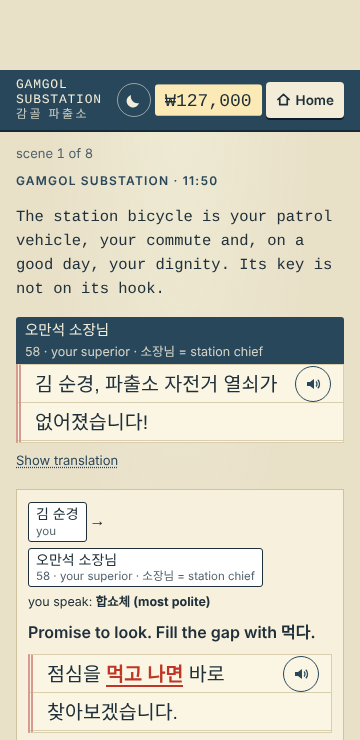 GAMGOL
SUBSTATION
감골 파출소
₩127,000
Home
scene 1 of 8
GAMGOL SUBSTATION · 11:50
The station bicycle is your patrol
vehicle, your commute and, on a
good day, your dignity. Its key is
not on its hook.
오만석 소장님
58 · your superior · 소장님 = station chief
김 순경, 파출소 자전거 열쇠가
없어졌습니다!
Show translation
김 순경 →
you
오만석 소장님
58 · your superior · 소장님 = station chief
you speak: 합쇼체 (most polite)
Promise to look. Fill the gap with 먹다.
점심을 먹고 나면 바로
찾아보겠습니다.